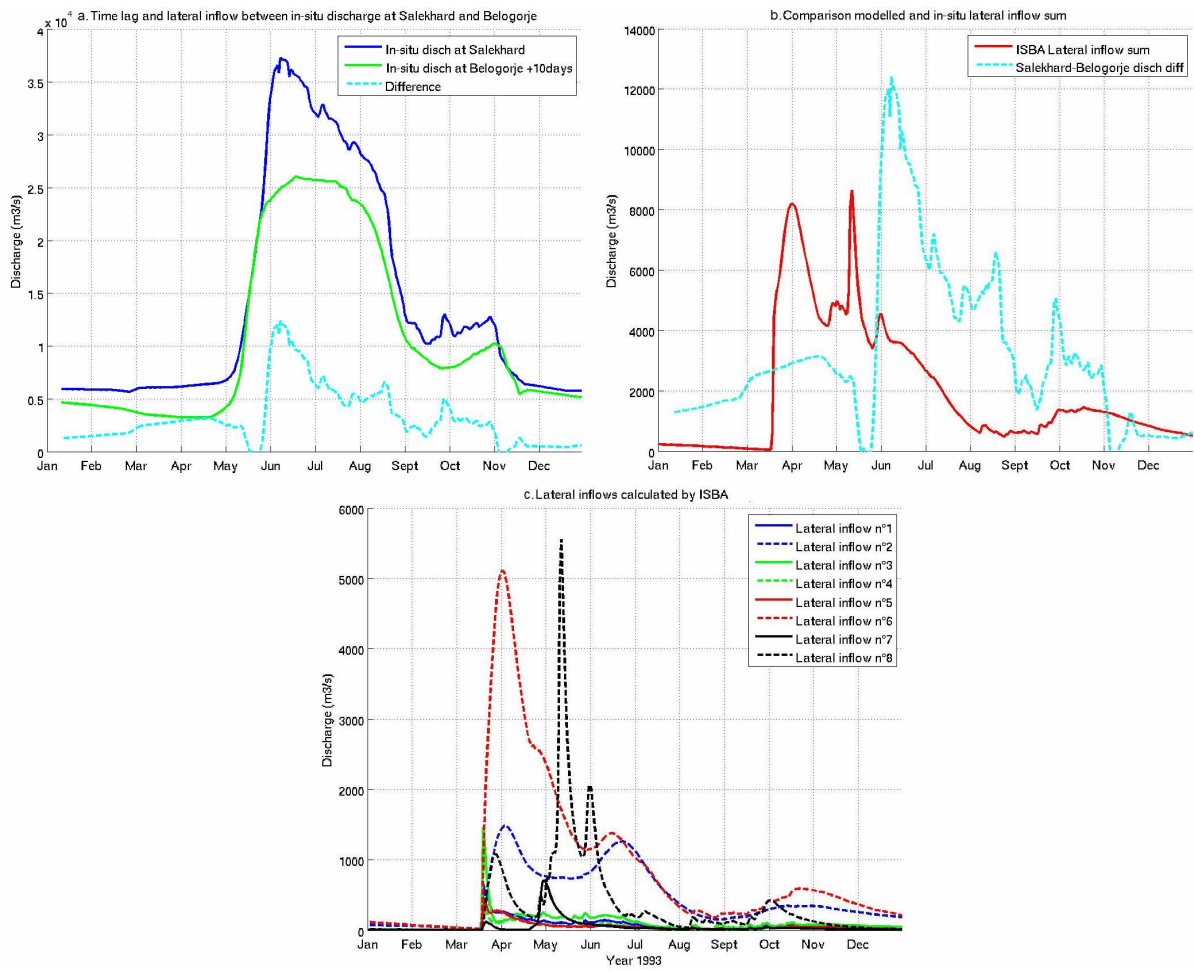 a. Time lag and lateral inflow between in-situ discharge at Salekhard and Belogorje
x 10^4
4
3.5
3
2.5
2
1.5
1
0.5
0
Discharge (m3/s)
In-situ disch at Salekhard
In-situ disch at Belogorje +10days
Difference
Jan Feb Mar Apr May Jun Jul Aug Sept Oct Nov Dec
b. Comparison modelled and in-situ lateral inflow sum
14000
12000
10000
8000
6000
4000
2000
0
Discharge (m3/s)
ISBA Lateral inflow sum
Salekhard-Belogorje disch diff
Jan Feb Mar Apr May Jun Jul Aug Sept Oct Nov Dec
c. Lateral inflows calculated by ISBA
6000
5000
4000
3000
2000
1000
0
Discharge (m3/s)
Lateral inflow n°1
Lateral inflow n°2
Lateral inflow n°3
Lateral inflow n°4
Lateral inflow n°5
Lateral inflow n°6
Lateral inflow n°7
Lateral inflow n°8
Jan Feb Mar Apr May Jun Jul Aug Sept Oct Nov Dec
Year 1993